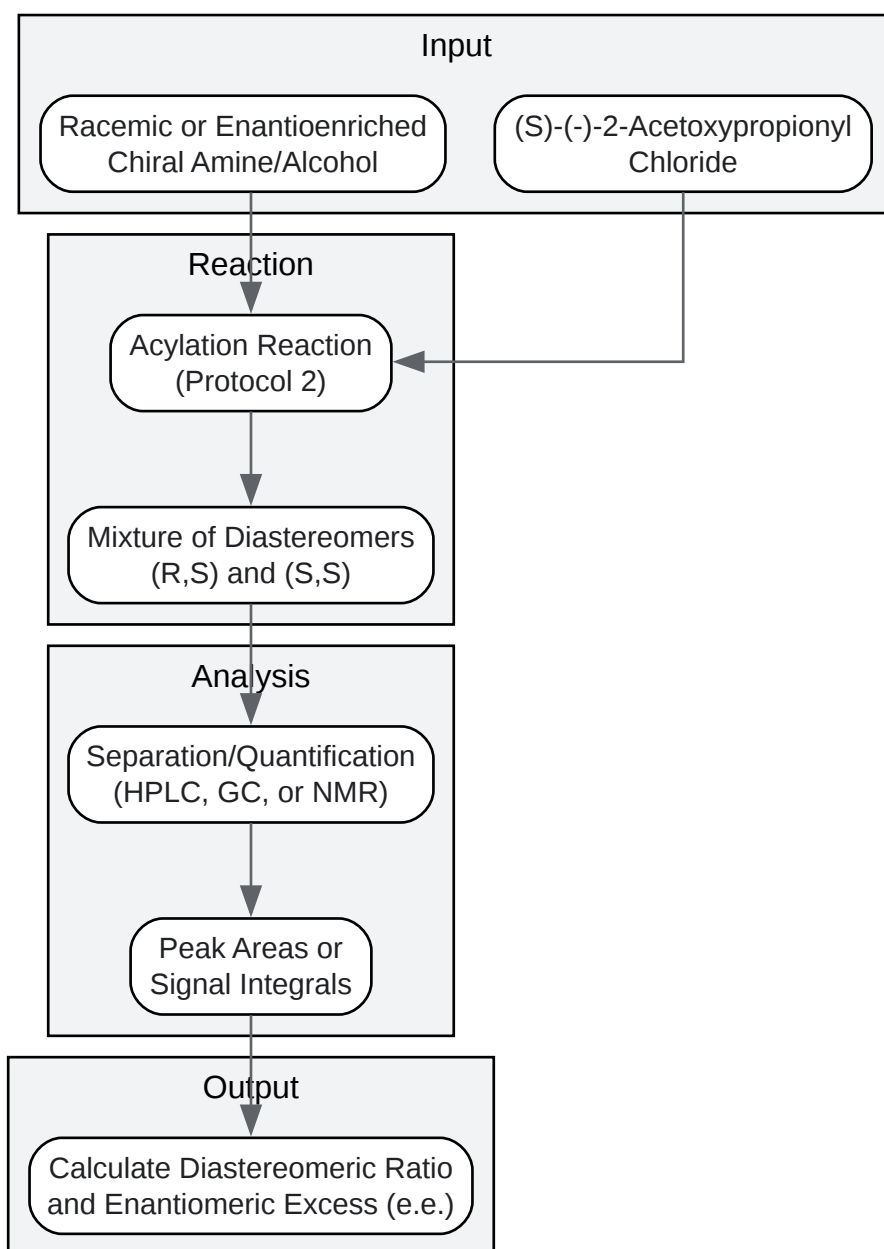 Input
Racemic or Enantioenriched
Chiral Amine/Alcohol
(S)-(-)-2-Acetoxypropionyl
Chloride
Reaction
Acylation Reaction
(Protocol 2)
Mixture of Diastereomers
(R,S) and (S,S)
Analysis
Separation/Quantification
(HPLC, GC, or NMR)
Peak Areas or
Signal Integrals
Output
Calculate Diastereomeric Ratio
and Enantiomeric Excess (e.e.)